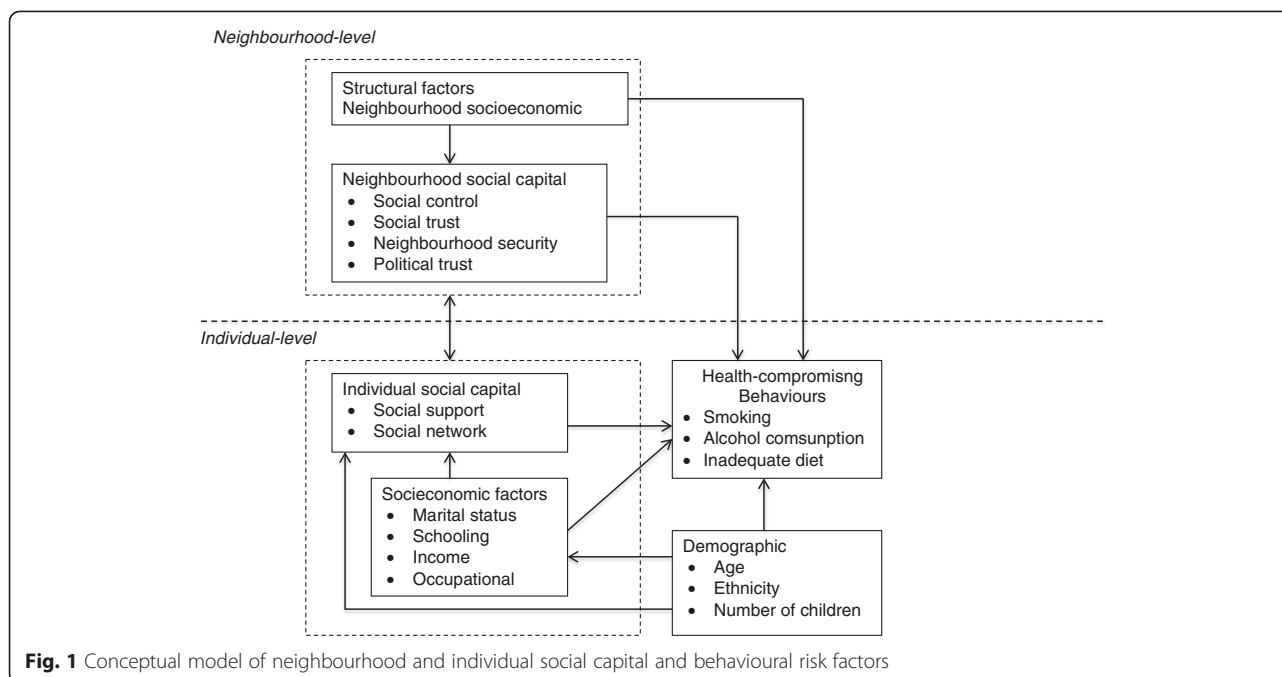 Neighbourhood-level
Structural factors
Neighbourhood socioeconomic
Neighbourhood social capital
• Social control
• Social trust
• Neighbourhood security
• Political trust
Individual-level
Individual social capital
• Social support
• Social network
Health-compromisng
Behaviours
• Smoking
• Alcohol comsunption
• Inadequate diet
Socieconomic factors
• Marital status
• Schooling
• Income
• Occupational
Demographic
• Age
• Ethnicity
• Number of children
Fig. 1 Conceptual model of neighbourhood and individual social capital and behavioural risk factors